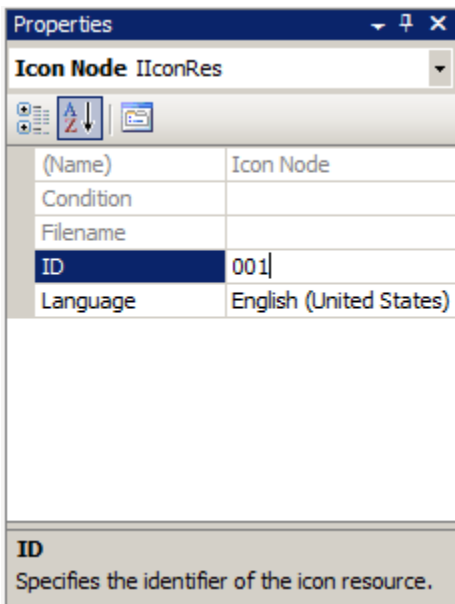 Properties
Icon Node IIconRes
(Name) Icon Node
Condition
Filename
ID 001
Language English (United States)
ID
Specifies the identifier of the icon resource.